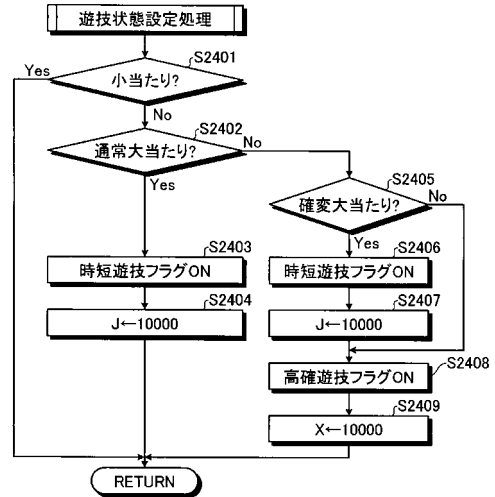 遊技状態設定処理
S2401
小当たり?
Yes
No
S2402
通常大当たり?
No
Yes
S2405
確変大当たり?
No
Yes
S2403
時短遊技フラグON
S2406
時短遊技フラグON
S2404
J←10000
S2407
J←10000
S2408
高確遊技フラグON
S2409
X←10000
RETURN